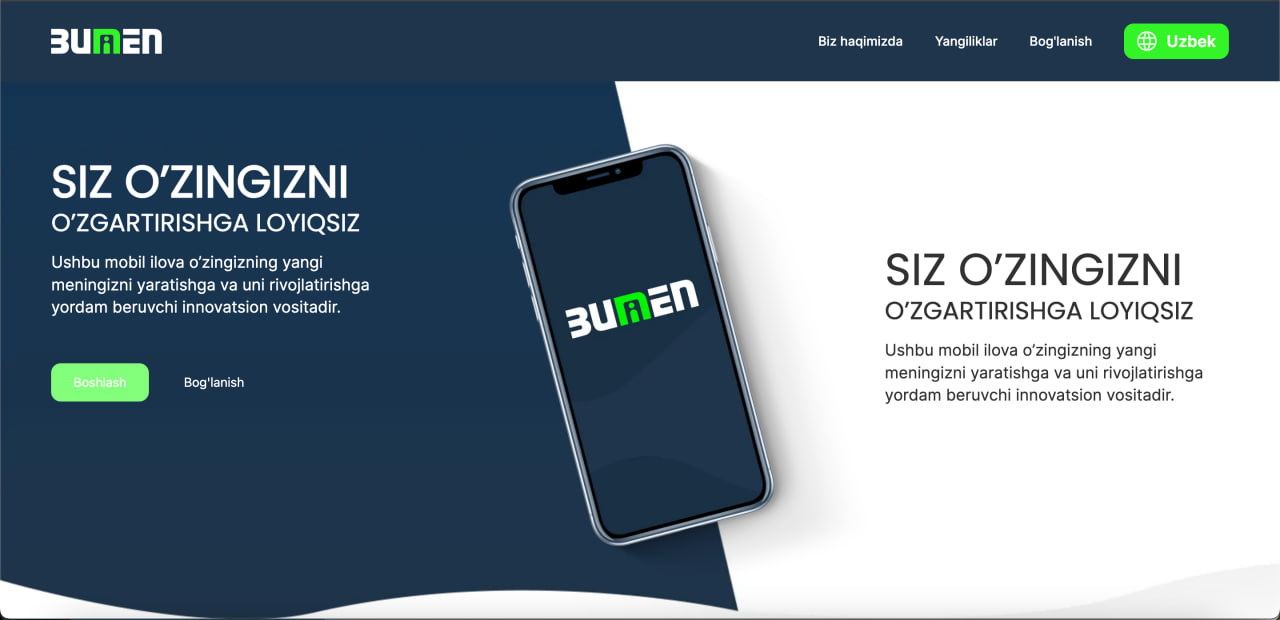 BUMEN
Biz haqimizda
Yangiliklar
Bog'lanish
Uzbek
SIZ O’ZINGIZNI
O’ZGARTIRISHGA LOYIQSIZ
Ushbu mobil ilova o’zingizning yangi
meningizni yaratishga va uni rivojlatirishga
yordam beruvchi innovatsion vositadir.
Boshlash
Bog'lanish
BUMEN
SIZ O’ZINGIZNI
O’ZGARTIRISHGA LOYIQSIZ
Ushbu mobil ilova o’zingizning yangi
meningizni yaratishga va uni rivojlatirishga
yordam beruvchi innovatsion vositadir.